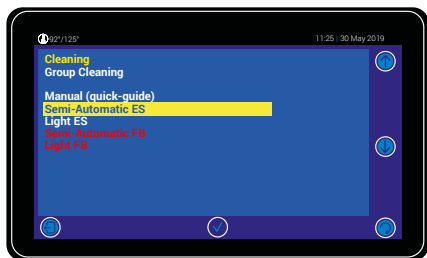 92°/125°
11:25 | 30 May 2019
Cleaning
Group Cleaning
Manual (quick-guide)
Semi-Automatic ES
Light ES
Semi-Automatic FB
Light FB